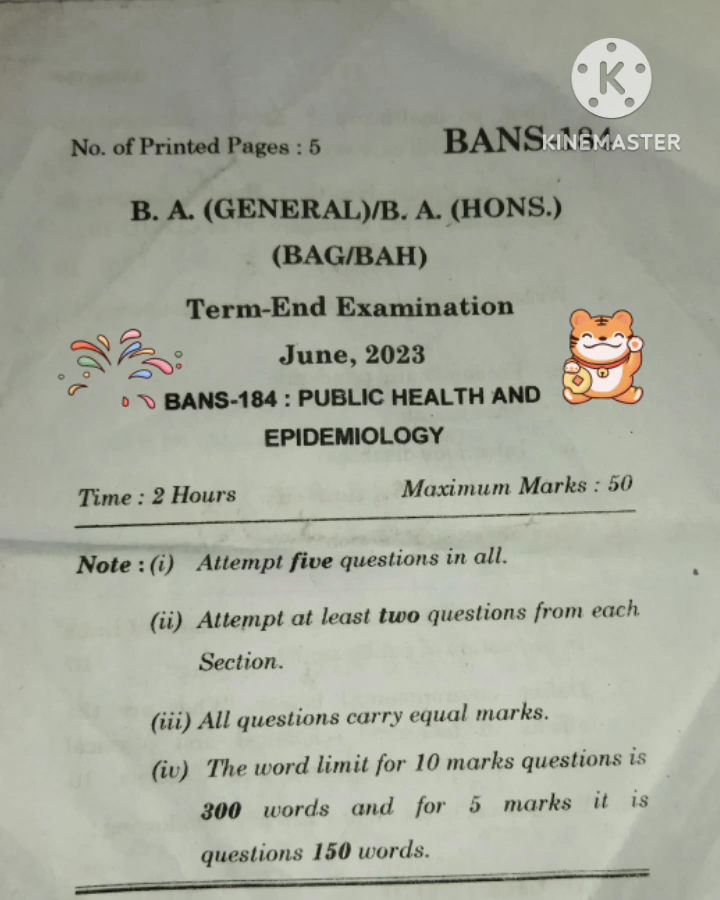 K
KINEMASTER
No. of Printed Pages : 5 BANS-184
B. A. (GENERAL)/B. A. (HONS.)
(BAG/BAH)
Term-End Examination
June, 2023
BANS-184 : PUBLIC HEALTH AND
EPIDEMIOLOGY
Time : 2 Hours Maximum Marks : 50
Note : (i) Attempt five questions in all.
(ii) Attempt at least two questions from each
Section.
(iii) All questions carry equal marks.
(iv) The word limit for 10 marks questions is
300 words and for 5 marks it is
questions 150 words.